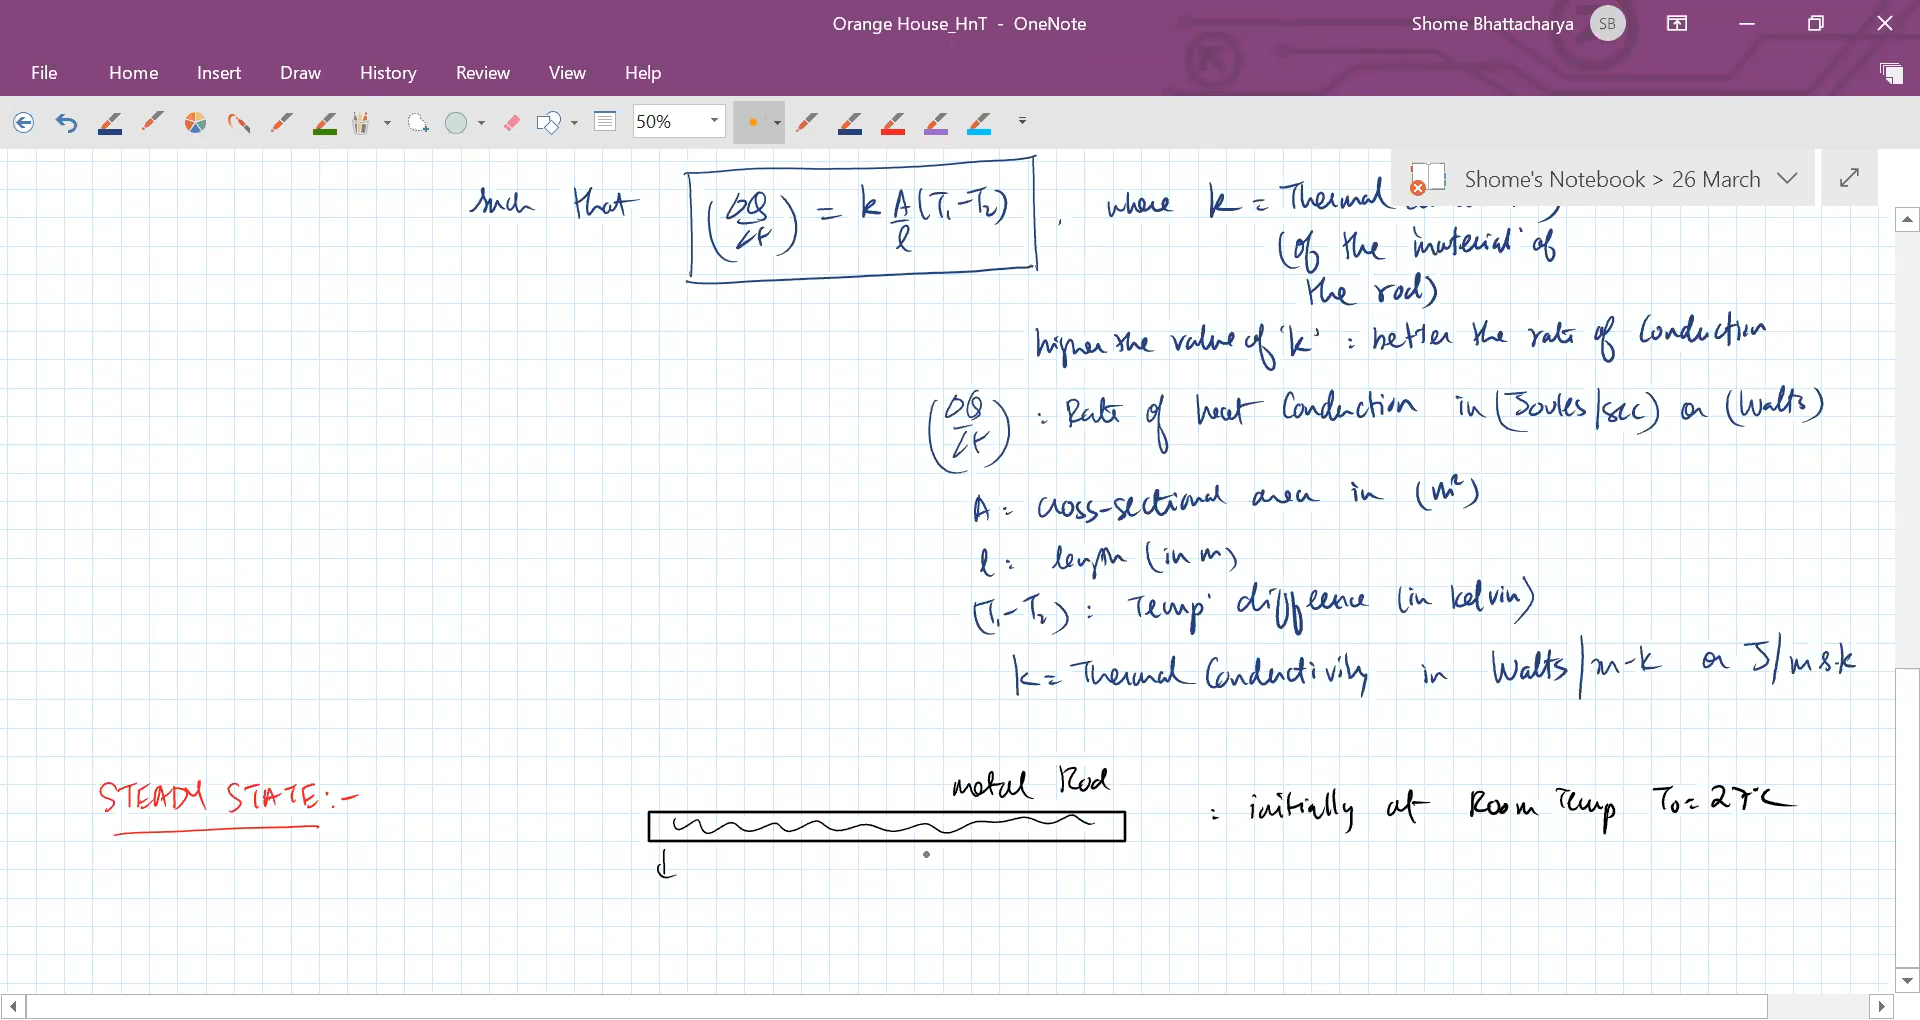 Orange House_HnT - OneNote
Shome Bhattacharya SB
File Home Insert Draw History Review View Help
50%
Shome's Notebook > 26 March
such that (ΔQ/Δt) = k A/l (T₁-T₂), where k = Thermal
(of the material of
the rod)
higher the value of 'k' : better the rate of conduction
(ΔQ/Δt) : Rate of heat Conduction in (Joules/sec) or (Watts)
A = cross-sectional area in (m²)
l = length (in m)
(T₁-T₂) : Temp difference (in kelvin)
k = Thermal Conductivity in Watts/m-k or J/m s.k
STEADY STATE:-
metal Rod
: initially at Room Temp T₀ = 27°C